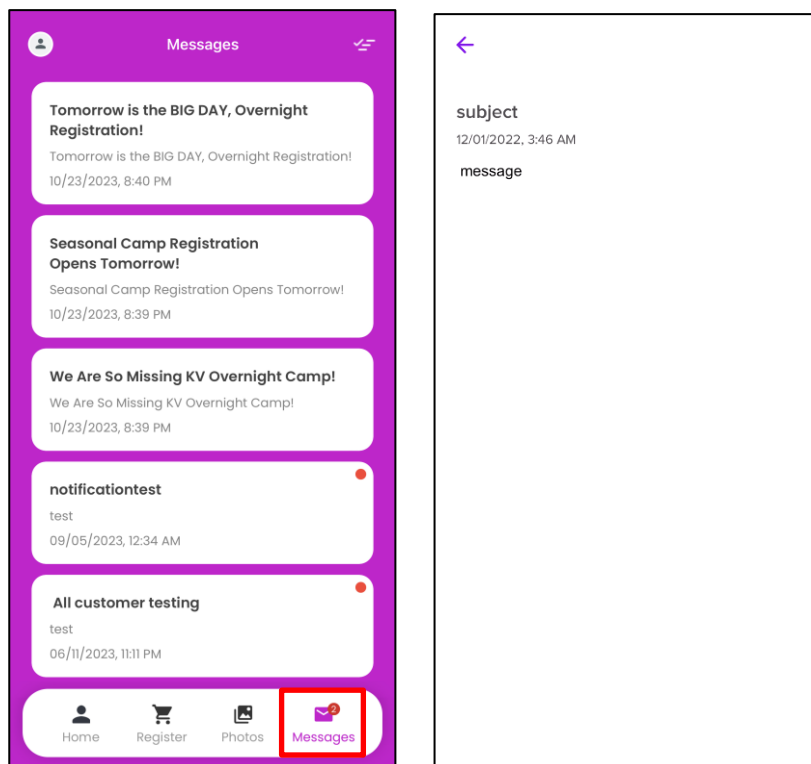 Messages
Tomorrow is the BIG DAY, Overnight
Registration!
Tomorrow is the BIG DAY, Overnight Registration!
10/23/2023, 8:40 PM
Seasonal Camp Registration
Opens Tomorrow!
Seasonal Camp Registration Opens Tomorrow!
10/23/2023, 8:39 PM
We Are So Missing KV Overnight Camp!
We Are So Missing KV Overnight Camp!
10/23/2023, 8:39 PM
notificationtest
test
09/05/2023, 12:34 AM
All customer testing
test
06/11/2023, 11:11 PM
2
Home Register Photos Messages
subject
12/01/2022, 3:46 AM
message